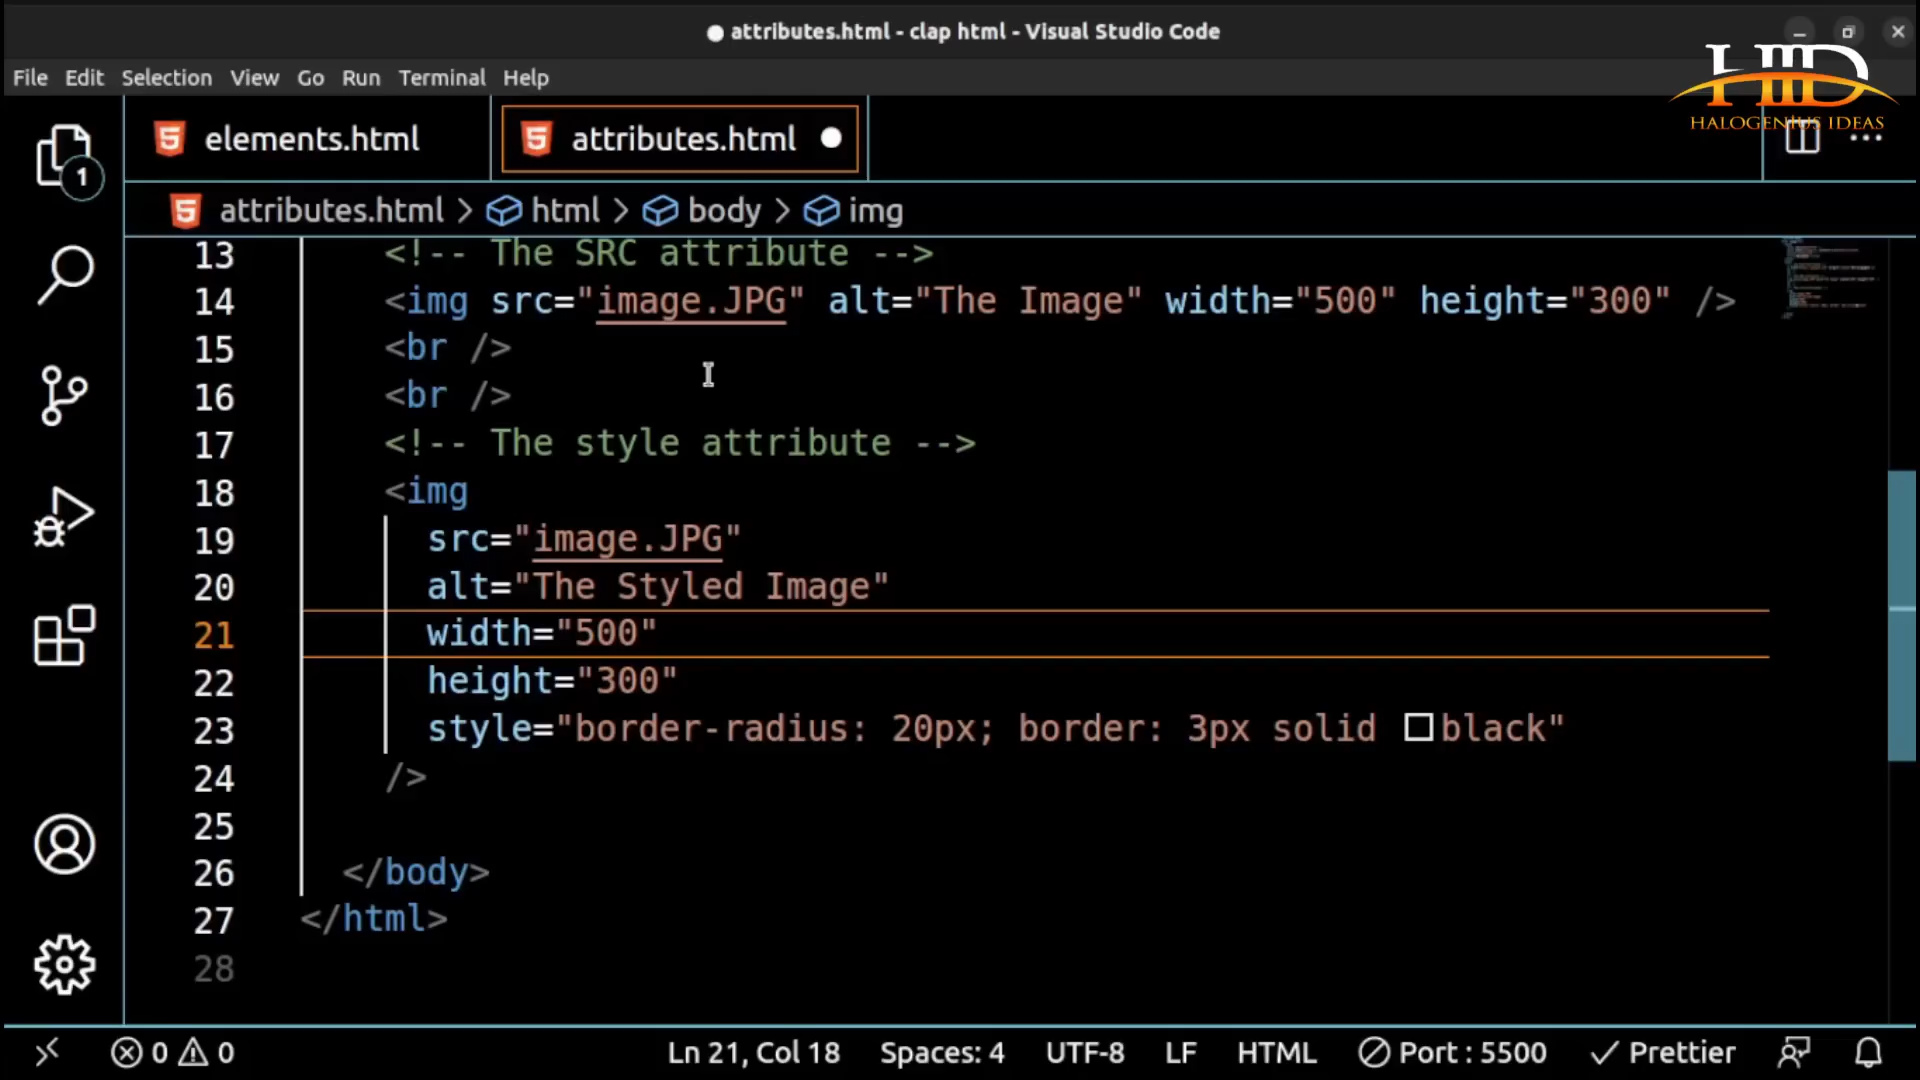 attributes.html - clap html - Visual Studio Code
File Edit Selection View Go Run Terminal Help
HID
HALOGENIUS IDEAS
elements.html attributes.html
1
attributes.html > html > body > img
13 <!-- The SRC attribute -->
14 <img src="image.JPG" alt="The Image" width="500" height="300" />
15 <br />
16 <br />
17 <!-- The style attribute -->
18 <img
19 src="image.JPG"
20 alt="The Styled Image"
21 width="500"
22 height="300"
23 style="border-radius: 20px; border: 3px solid black"
24 />
25
26 </body>
27 </html>
28
0 0 Ln 21, Col 18 Spaces: 4 UTF-8 LF HTML Port : 5500 Prettier